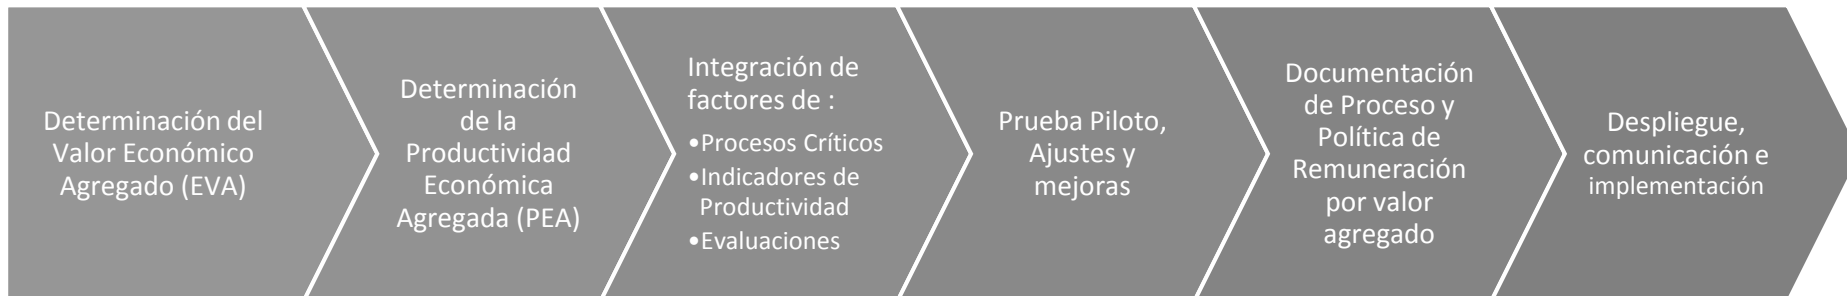 Determinación del
Valor Económico
Agregado (EVA)
Determinación
de la
Productividad
Económica
Agregada (PEA)
Integración de
factores de :
•Procesos Críticos
•Indicadores de
Productividad
•Evaluaciones
Prueba Piloto,
Ajustes y
mejoras
Documentación
de Proceso y
Política de
Remuneración
por valor
agregado
Despliegue,
comunicación e
implementación